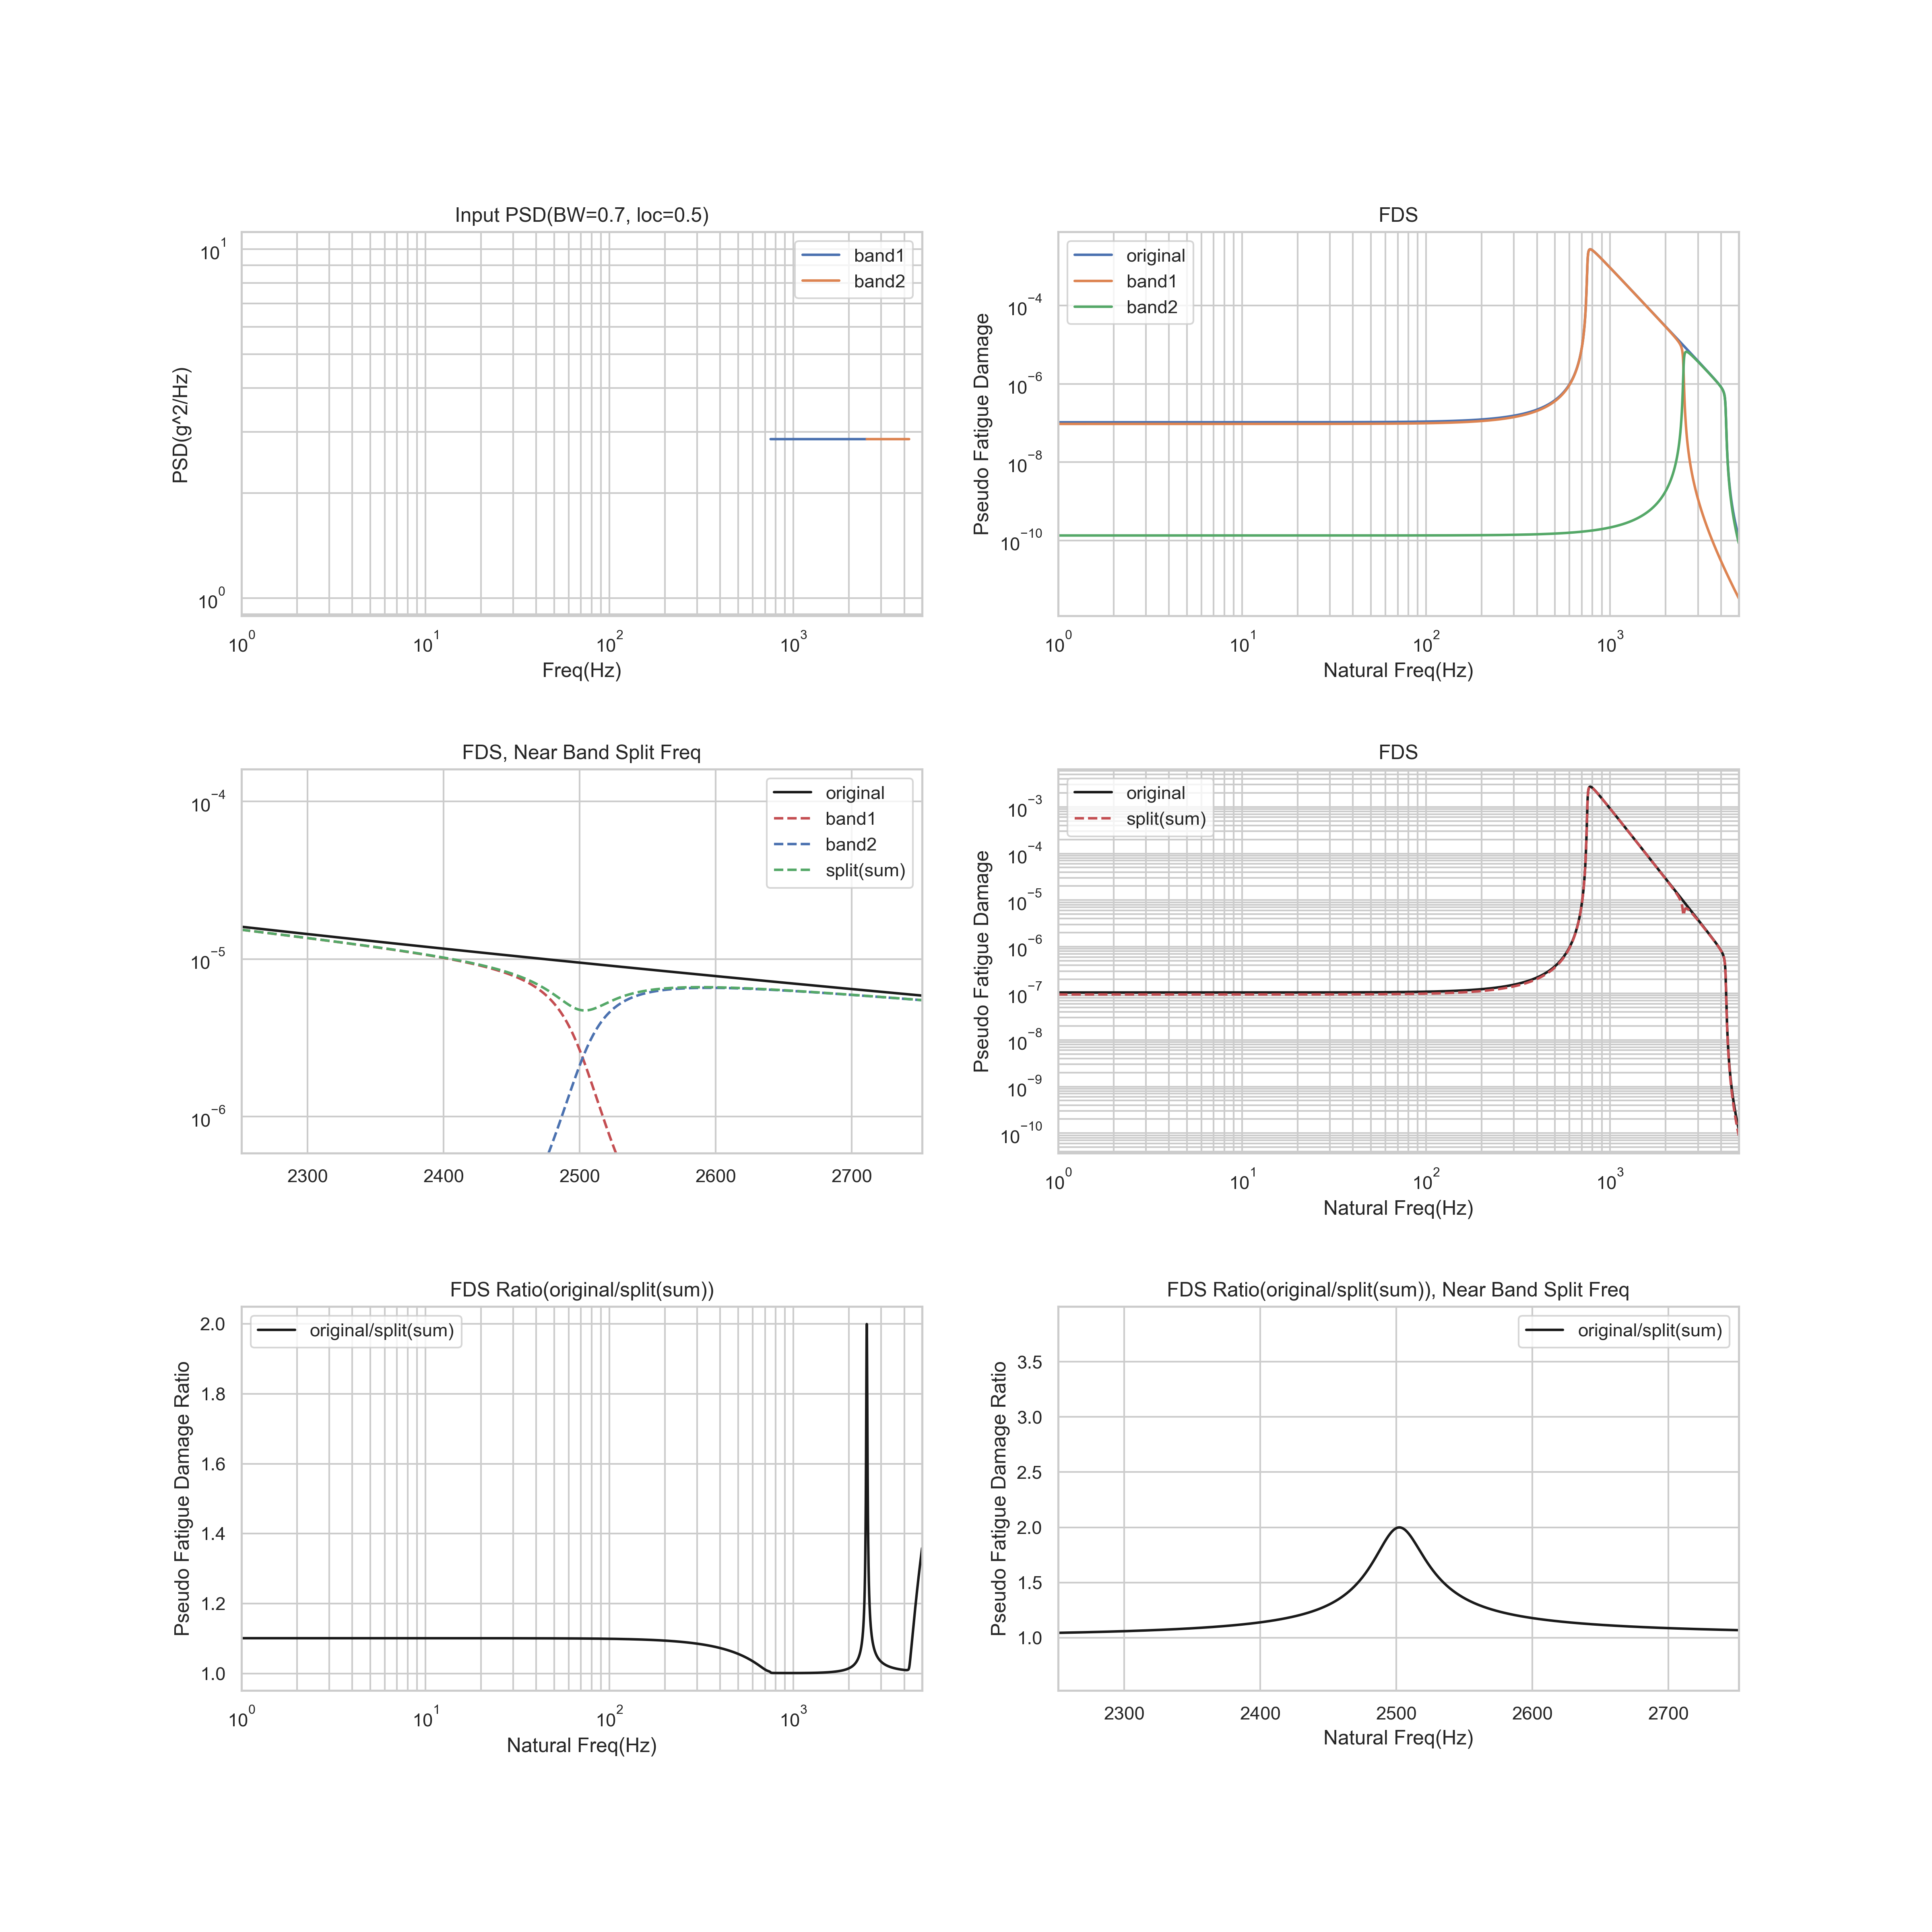 Input PSD(BW=0.7, loc=0.5)
PSD(g^2/Hz)
10^1
10^0
band1
band2
10^0 10^1 10^2 10^3
Freq(Hz)
FDS
Pseudo Fatigue Damage
10^−4
10^−6
10^−8
10^−10
original
band1
band2
10^0 10^1 10^2 10^3
Natural Freq(Hz)
FDS, Near Band Split Freq
10^−4
10^−5
10^−6
original
band1
band2
split(sum)
2300 2400 2500 2600 2700
FDS
Pseudo Fatigue Damage
10^−3
10^−4
10^−5
10^−6
10^−7
10^−8
10^−9
10^−10
original
split(sum)
10^0 10^1 10^2 10^3
Natural Freq(Hz)
FDS Ratio(original/split(sum))
Pseudo Fatigue Damage Ratio
2.0
1.8
1.6
1.4
1.2
1.0
original/split(sum)
10^0 10^1 10^2 10^3
Natural Freq(Hz)
FDS Ratio(original/split(sum)), Near Band Split Freq
Pseudo Fatigue Damage Ratio
3.5
3.0
2.5
2.0
1.5
1.0
original/split(sum)
2300 2400 2500 2600 2700
Natural Freq(Hz)